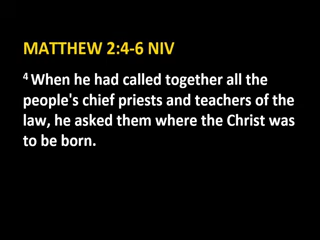 MATTHEW 2:4-6 NIV
4 When he had called together all the
people's chief priests and teachers of the
law, he asked them where the Christ was
to be born.